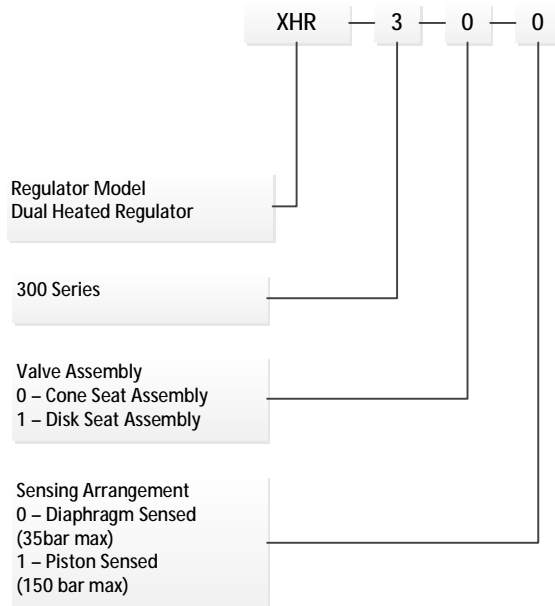 XHR 3 0 0
Regulator Model
Dual Heated Regulator
300 Series
Valve Assembly
0 – Cone Seat Assembly
1 – Disk Seat Assembly
Sensing Arrangement
0 – Diaphragm Sensed
(35bar max)
1 – Piston Sensed
(150 bar max)